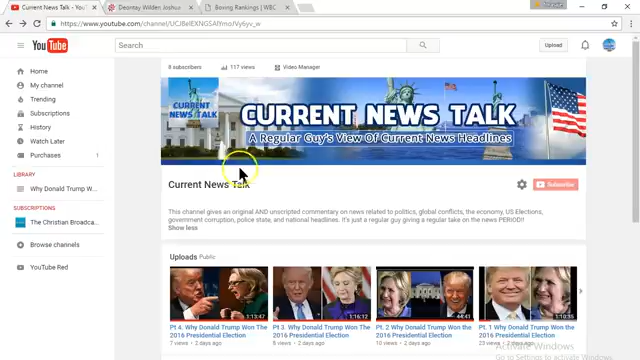 Current News Talk - You
Deontay Wilden Joshua
Boxing Rankings | WBC
https://www.youtube.com/channel/
YouTube
Search
Upload
Home
My channel
Trending
Subscriptions
History
Watch Later
Purchases 1
LIBRARY
Why Donald Trump W...
SUBSCRIPTIONS
The Christian Broadca...
Browse channels
YouTube Red
8 subscribers 117 views Video Manager
CURRENT
NEWS TALK
CURRENT NEWS TALK
A Regular Guy's View Of Current News Headlines
Current News Talk
Subscribe
This channel gives an original AND unscripted commentary on news related to politics, global conflicts, the economy, US Elections,
government corruption, police state, and national headlines. It's just a regular guy giving a regular take on the news PERIOD!!
Show less
Uploads Public
1:13:47
1:16:12
44:41
1:10:35
Pt 4. Why Donald Trump Won The
2016 Presidential Election
7 views • 2 days ago
Pt 3. Why Donald Trump Won The
2016 Presidential Election
8 views • 2 days ago
Pt. 2 Why Donald Trump Won
the 2016 Presidential Election
4 views • 2 days ago
Pt. 1 Why Donald Trump Won
2016 Presidential Election
9 views • 2 days ago
Activate Windows
Go to Settings to activate Windows.